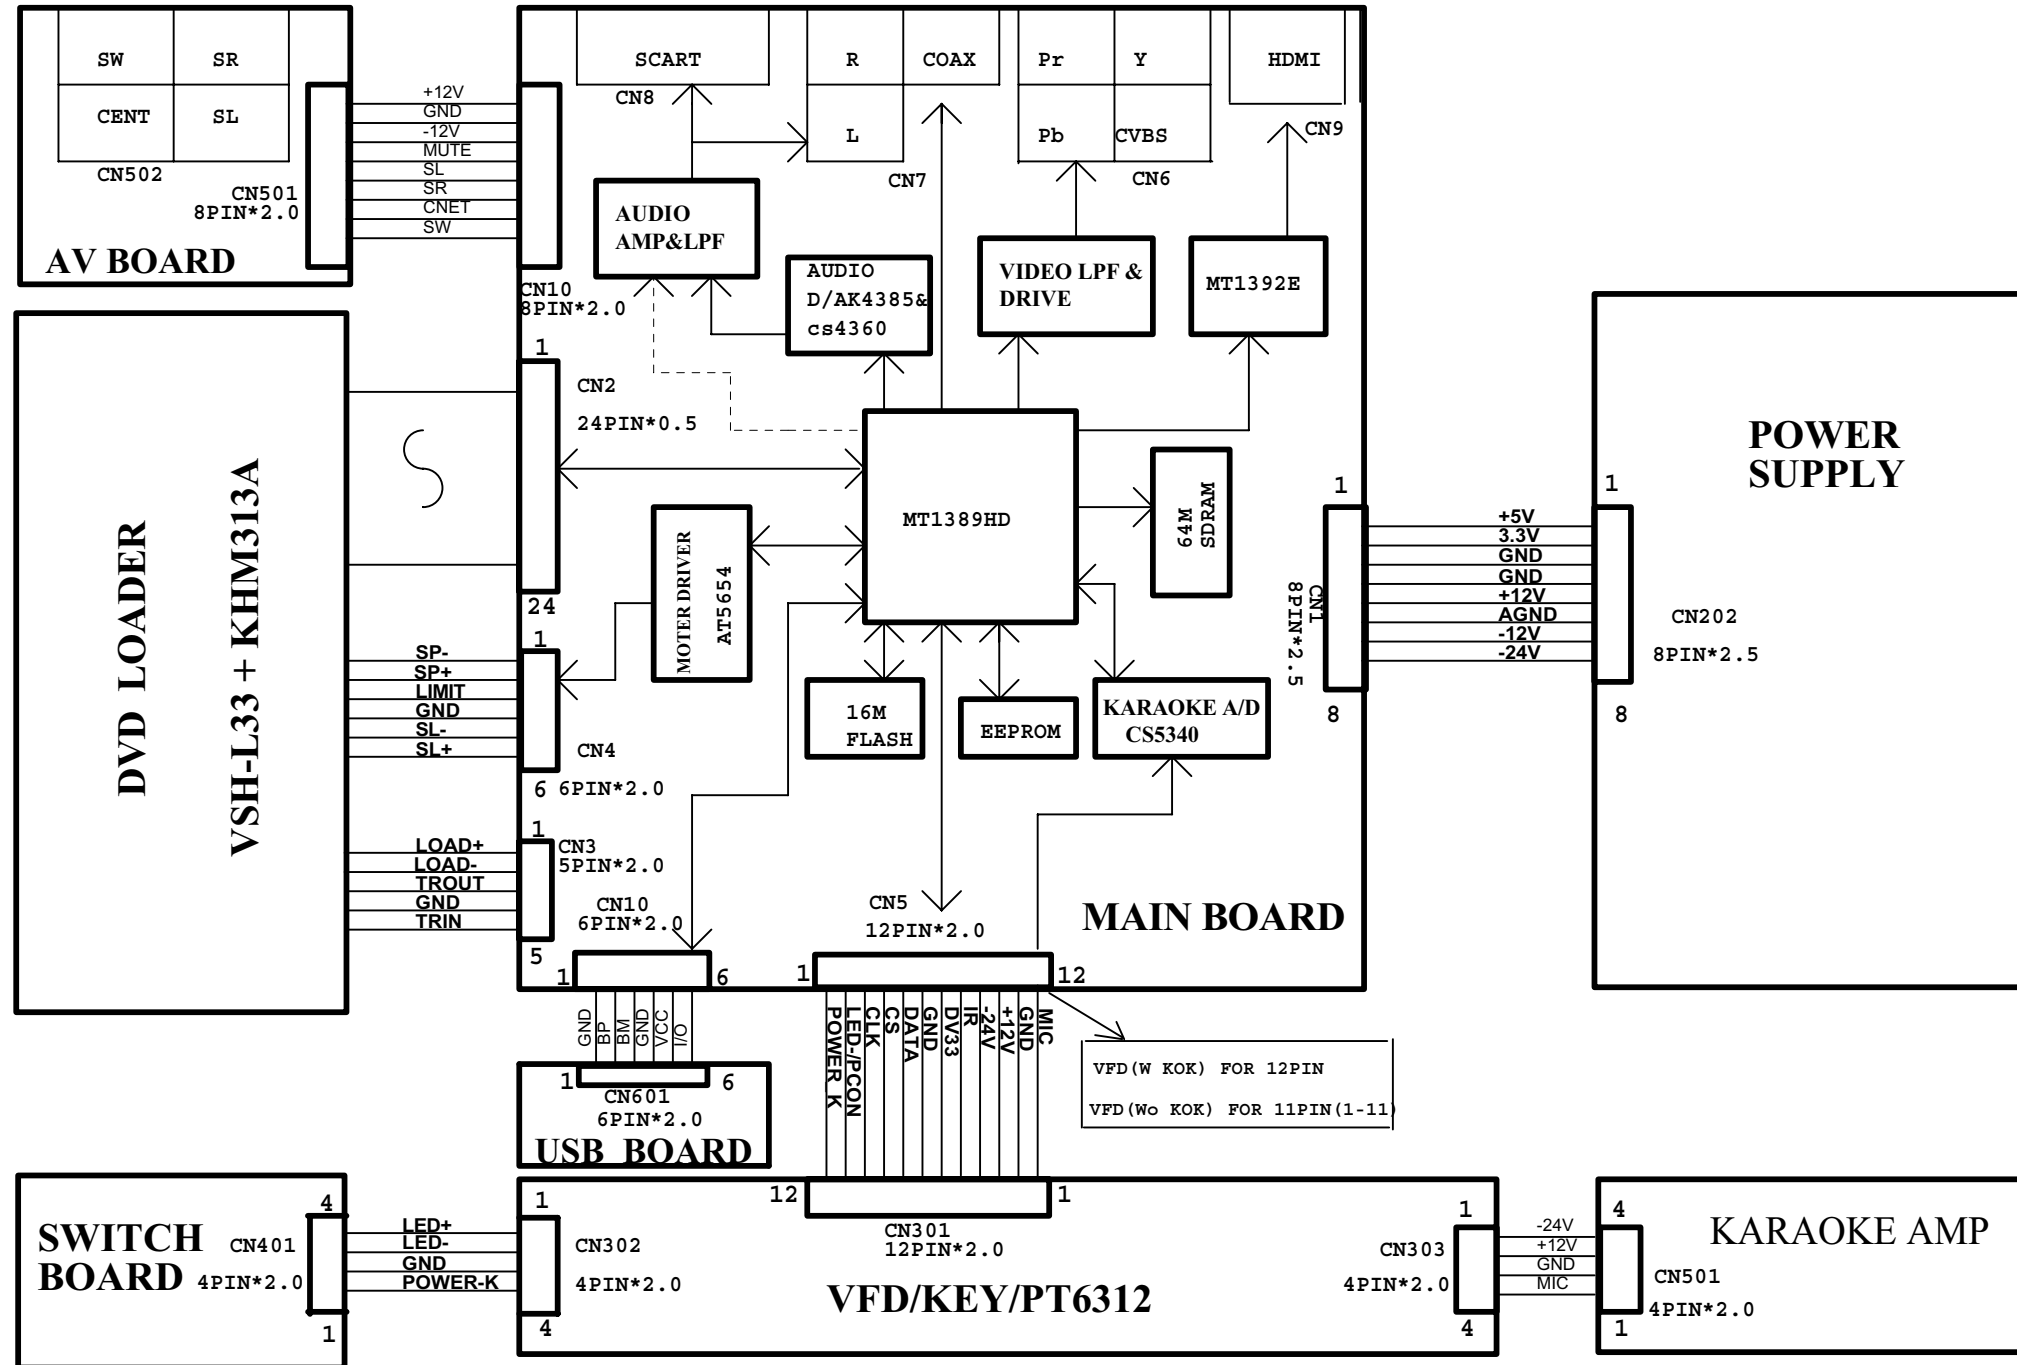 SW
SR
CENT
SL
CN502
CN501
8PIN*2.0
AV BOARD
+12V
GND
-12V
MUTE
SL
SR
CNET
SW
CN10
8PIN*2.0
SCART
CN8
R
COAX
L
CN7
Pr
Y
Pb
CVBS
CN6
HDMI
CN9
AUDIO
AMP&LPF
AUDIO
D/AK4385&
cs4360
VIDEO LPF &
DRIVE
MT1392E
DVD LOADER
VSH-L33 + KHM313A
1
CN2
24PIN*0.5
24
MT1389HD
64M
SDRAM
MOTER DRIVER
AT5654
SP-
SP+
LIMIT
GND
SL-
SL+
1
CN4
6
6PIN*2.0
16M
FLASH
EEPROM
KARAOKE A/D
CS5340
1
CN1
8PIN*2.5
8
+5V
3.3V
GND
GND
+12V
AGND
-12V
-24V
POWER
SUPPLY
1
CN202
8PIN*2.5
8
LOAD+
LOAD-
TROUT
GND
TRIN
1
CN3
5PIN*2.0
5
CN10
6PIN*2.0
1
6
CN5
12PIN*2.0
1
12
MAIN BOARD
GND
BP
BM
GND
VCC
I/O
1
6
CN601
6PIN*2.0
USB BOARD
POWER K
LED-/PCON
CLK
CS
DATA
GND
DV33
IR
-24V
+12V
GND
MIC
VFD(W KOK) FOR 12PIN
VFD(Wo KOK) FOR 11PIN(1-11)
SWITCH
BOARD
4
CN401
4PIN*2.0
1
LED+
LED-
GND
POWER-K
1
CN302
4PIN*2.0
4
12
1
CN301
12PIN*2.0
VFD/KEY/PT6312
1
CN303
4PIN*2.0
4
-24V
+12V
GND
MIC
4
KARAOKE AMP
CN501
4PIN*2.0
1